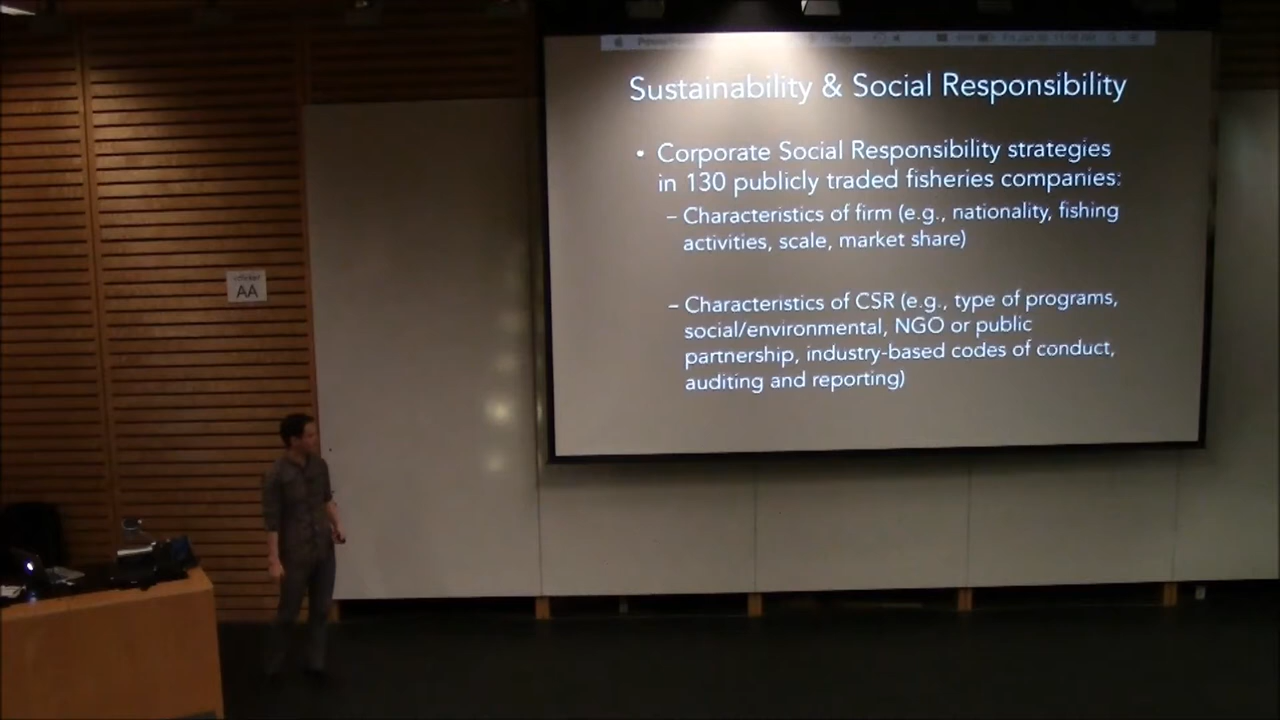 Sustainability & Social Responsibility
• Corporate Social Responsibility strategies
in 130 publicly traded fisheries companies:
– Characteristics of firm (e.g., nationality, fishing
activities, scale, market share)
– Characteristics of CSR (e.g., type of programs,
social/environmental, NGO or public
partnership, industry-based codes of conduct,
auditing and reporting)
AA